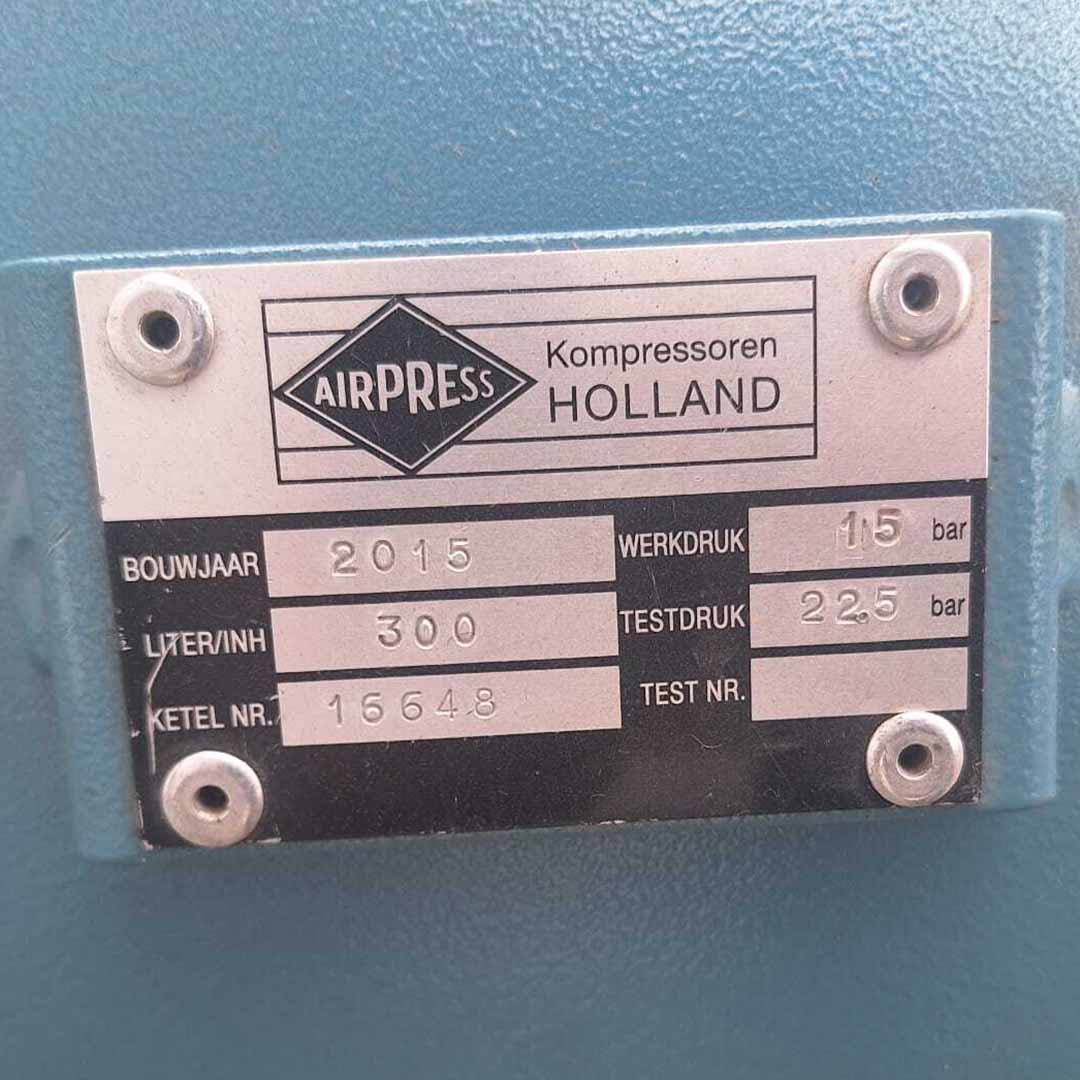 AIRPRESS
Kompressoren
HOLLAND
BOUWJAAR 2015 WERKDRUK 15 bar
LITER/INH 300 TESTDRUK 22.5 bar
KETEL NR. 16648 TEST NR.